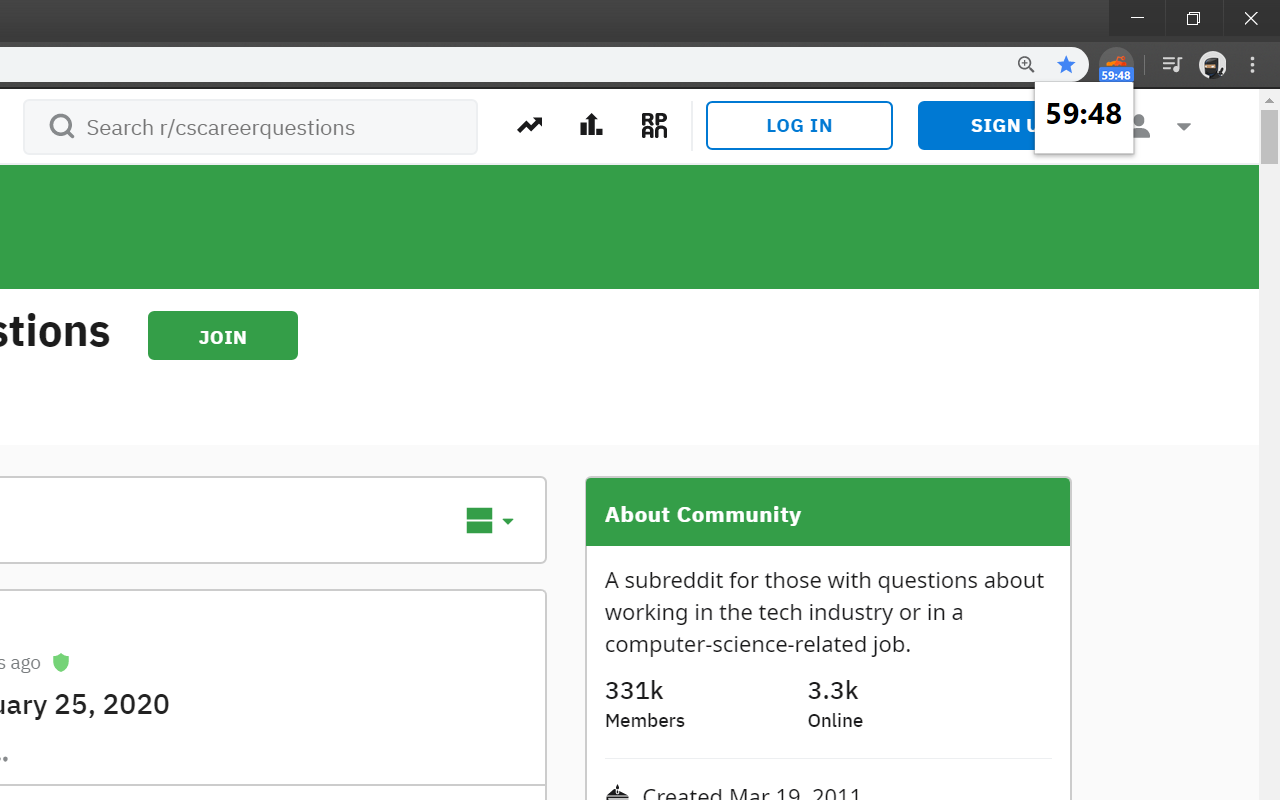 59:48
59:48
Search r/cscareerquestions
RPAN
LOG IN
SIGN U
stions
JOIN
About Community
A subreddit for those with questions about
working in the tech industry or in a
computer-science-related job.
331k
3.3k
Members
Online
Created Mar 19, 2011
s ago
uary 25, 2020
..